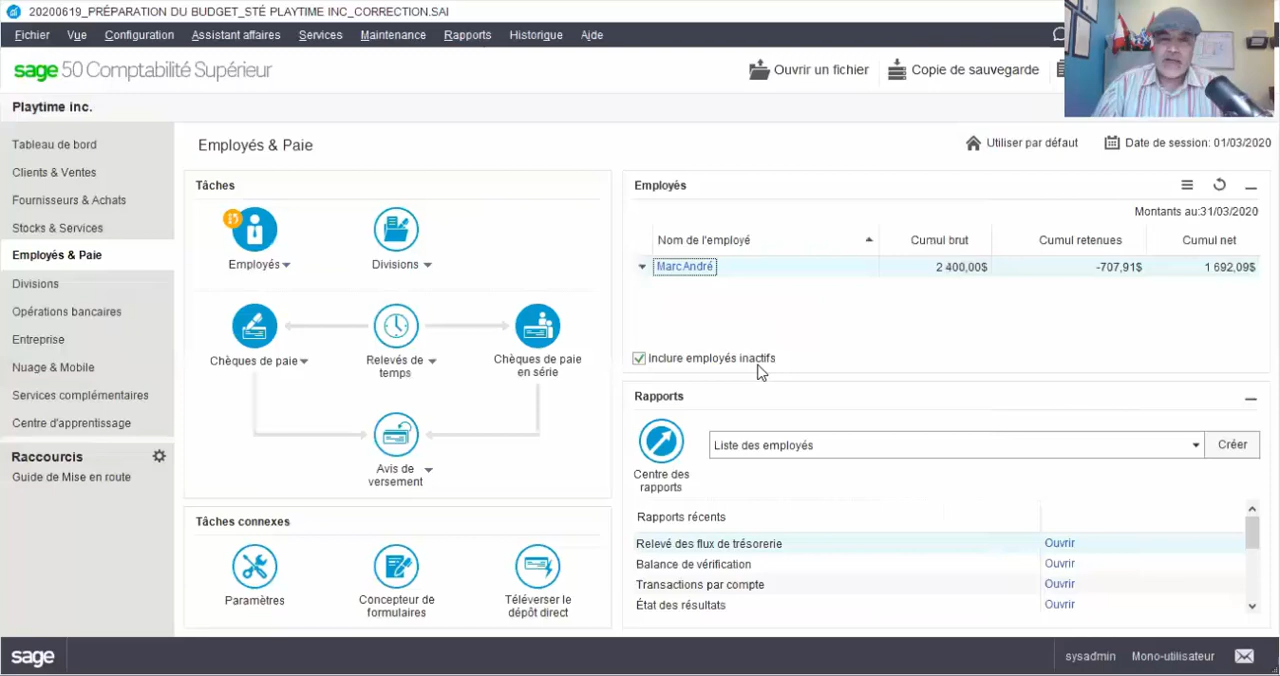 20200619_PRÉPARATION DU BUDGET_STÉ PLAYTIME INC_CORRECTION.SAI
Fichier Vue Configuration Assistant affaires Services Maintenance Rapports Historique Aide
sage 50 Comptabilité Supérieur
Ouvrir un fichier Copie de sauvegarde
Playtime inc.
Tableau de bord
Clients & Ventes
Fournisseurs & Achats
Stocks & Services
Employés & Paie
Divisions
Opérations bancaires
Entreprise
Nuage & Mobile
Services complémentaires
Centre d'apprentissage
Raccourcis
Guide de Mise en route
Employés & Paie
Utiliser par défaut Date de session: 01/03/2020
Tâches
Employés
Divisions
Chèques de paie
Relevés de temps
Chèques de paie en série
Avis de versement
Tâches connexes
Paramètres
Concepteur de formulaires
Téléverser le dépôt direct
Employés
Montants au:31/03/2020
Nom de l'employé Cumul brut Cumul retenues Cumul net
MarcAndré 2 400,00$ -707,91$ 1 692,09$
Inclure employés inactifs
Rapports
Centre des rapports
Liste des employés Créer
Rapports récents
Relevé des flux de trésorerie Ouvrir
Balance de vérification Ouvrir
Transactions par compte Ouvrir
État des résultats Ouvrir
sage
sysadmin Mono-utilisateur